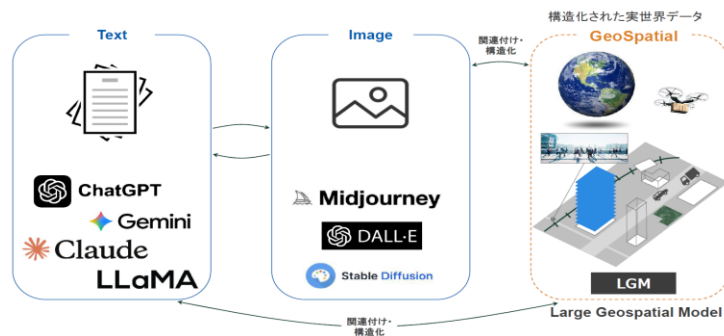 Text
ChatGPT
Gemini
Claude
LLaMA
Image
Midjourney
DALL·E
Stable Diffusion
関連付け・
構造化
構造化された実世界データ
GeoSpatial
LGM
Large Geospatial Model
関連付け・
構造化